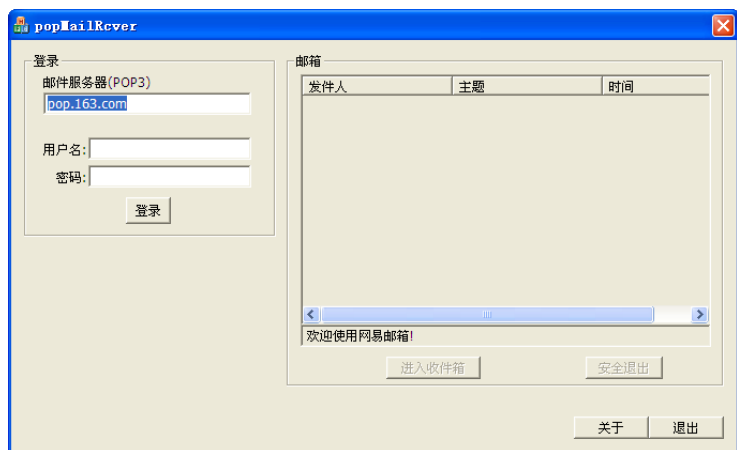 popMailRcver
登录
邮件服务器(POP3)
pop.163.com
用户名:
密码:
登录
邮箱
发件人 主题 时间
欢迎使用网易邮箱!
进入收件箱 安全退出
关于 退出